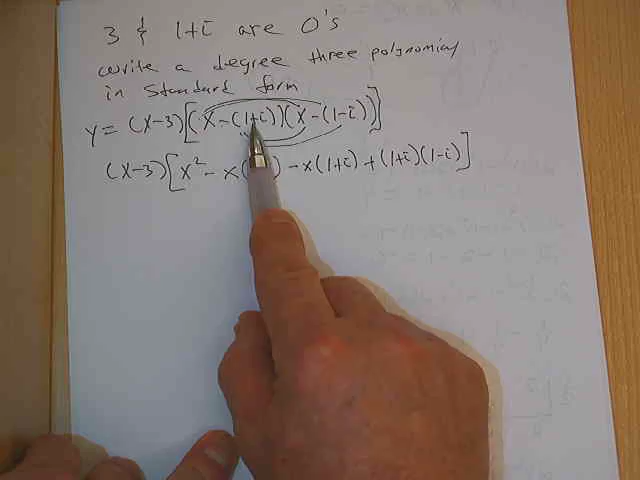 3 & 1+i are 0's
write a degree three polynomial
in Standard form
y = (x-3)[(x-(1+i))(x-(1-i))]
(x-3)[x² - x( ) - x(1+i) + (1+i)(1-i)]